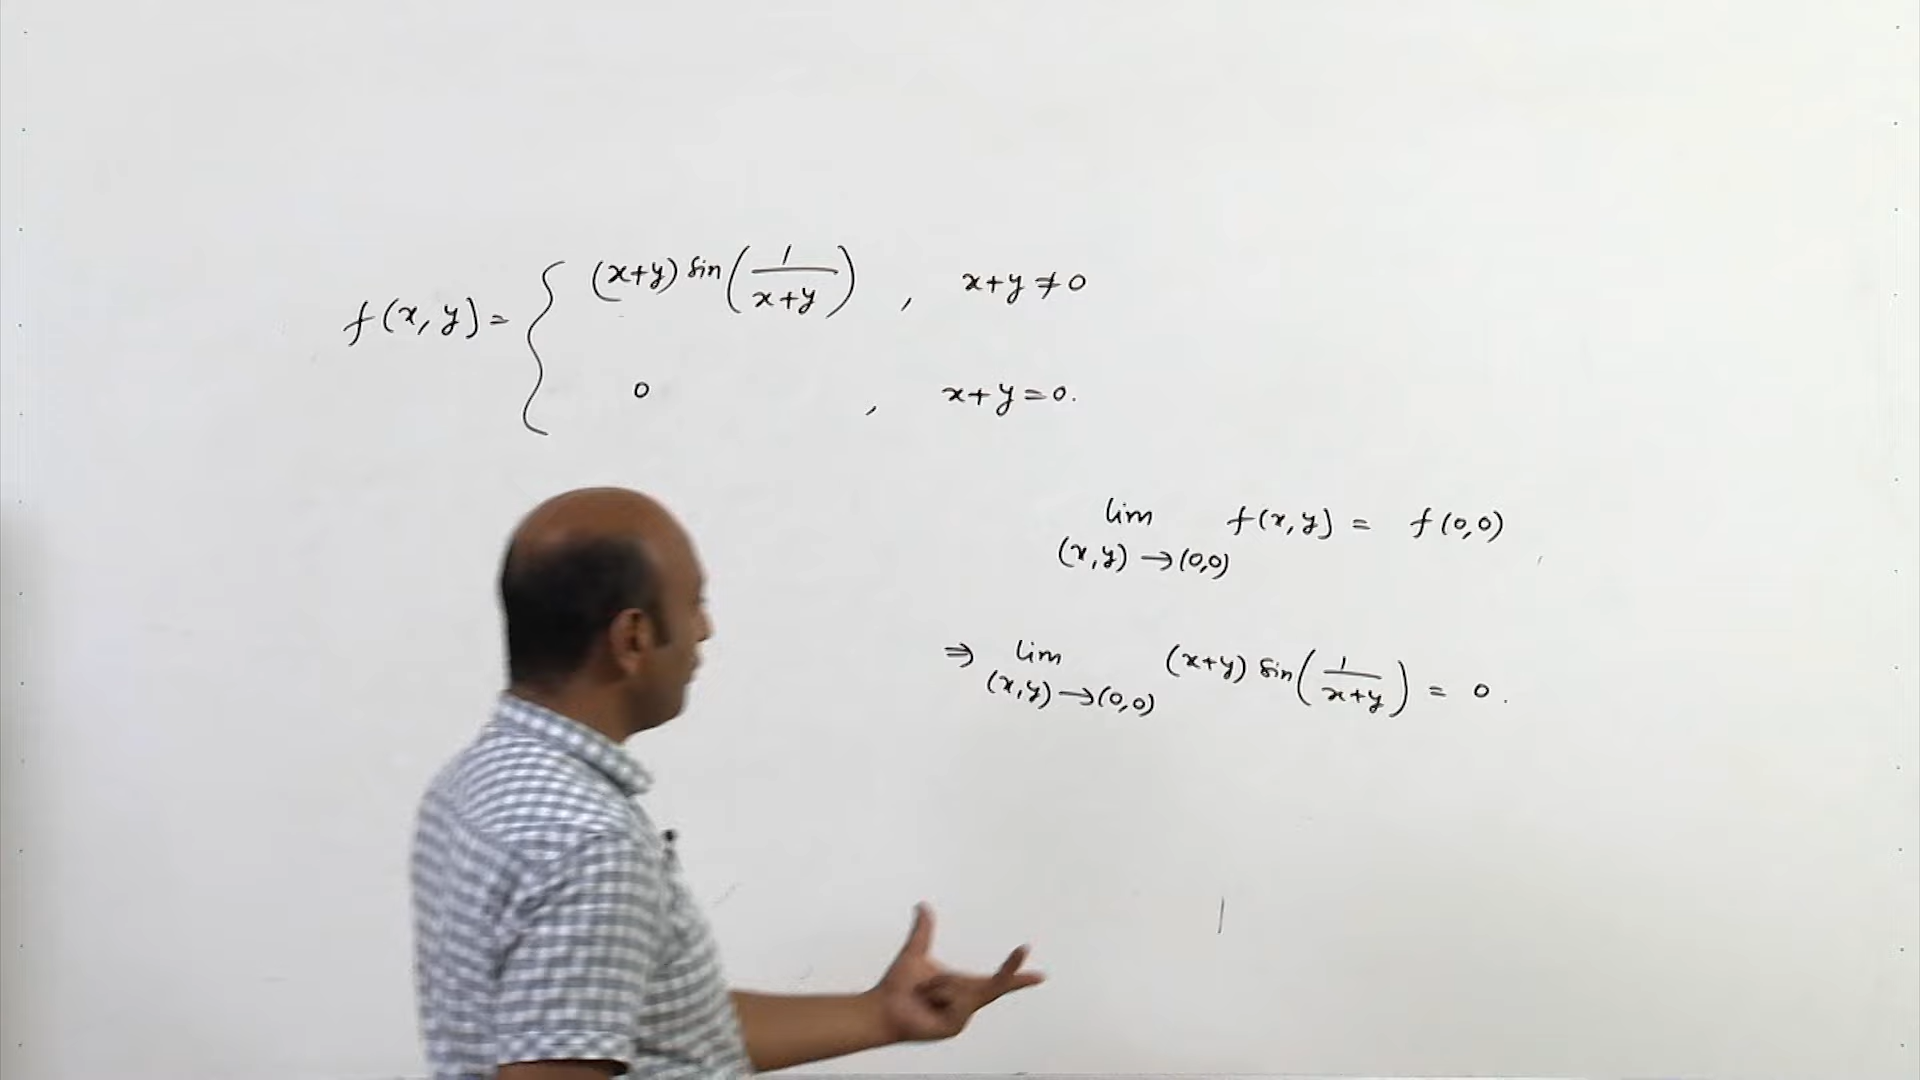 f(x,y) = { (x+y) sin(1/(x+y)) , x+y ≠ 0
0 , x+y = 0.
lim f(x,y) = f(0,0)
(x,y) → (0,0)
⇒ lim (x+y) sin(1/(x+y)) = 0.
(x,y) → (0,0)